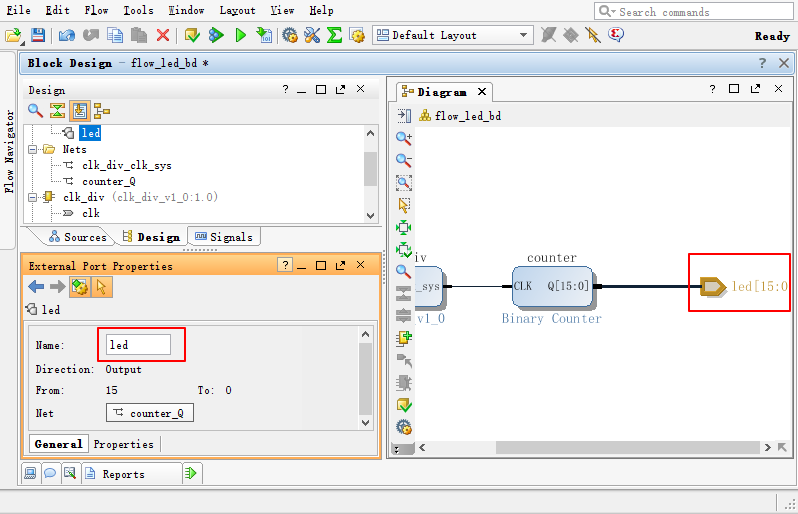 File Edit Flow Tools Window Layout View Help Search commands
Default Layout Ready
Flow Navigator
Block Design - flow_led_bd *
Design
led
Nets
clk_div_clk_sys
counter_Q
clk_div (clk_div_v1_0:1.0)
clk
Sources Design Signals
External Port Properties
led
Name: led
Direction: Output
From: 15 To: 0
Net counter_Q
General Properties
Reports
Diagram
flow_led_bd
iv
_sys
v1_0
counter
CLK Q[15:0]
Binary Counter
led[15:0